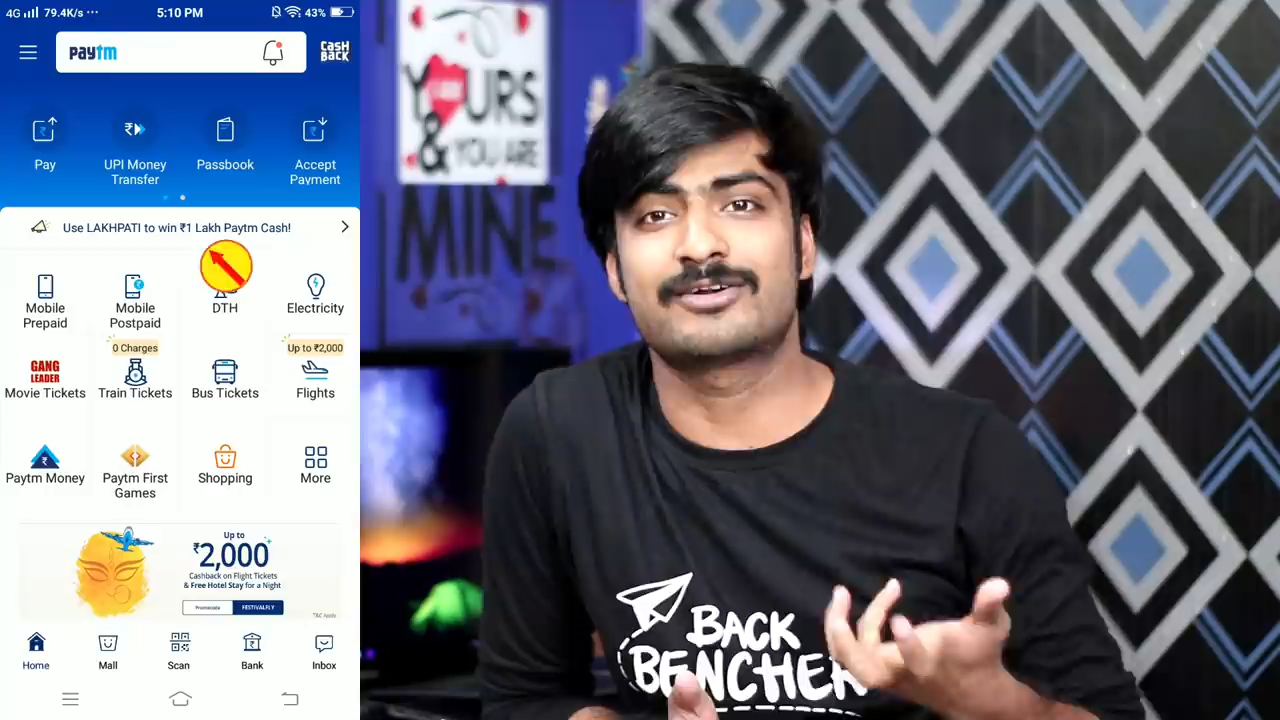 4G 79.4K/s ··· 5:10 PM 43%
paytm
CASH
BACK
Pay
UPI Money
Transfer
Passbook
Accept
Payment
Use LAKHPATI to win ₹1 Lakh Paytm Cash!
Mobile
Prepaid
Mobile
Postpaid
DTH
Electricity
0 Charges
Up to ₹2,000
GANG
LEADER
Movie Tickets
Train Tickets
Bus Tickets
Flights
Paytm Money
Paytm First
Games
Shopping
More
Up to
₹2,000
Cashback on Flight Tickets
& Free Hotel Stay for a Night
Promocode FESTIVALFLY
*T&C Apply
Home
Mall
Scan
Bank
Inbox
YOURS
& YOU ARE
MINE
BACK
BENCHER